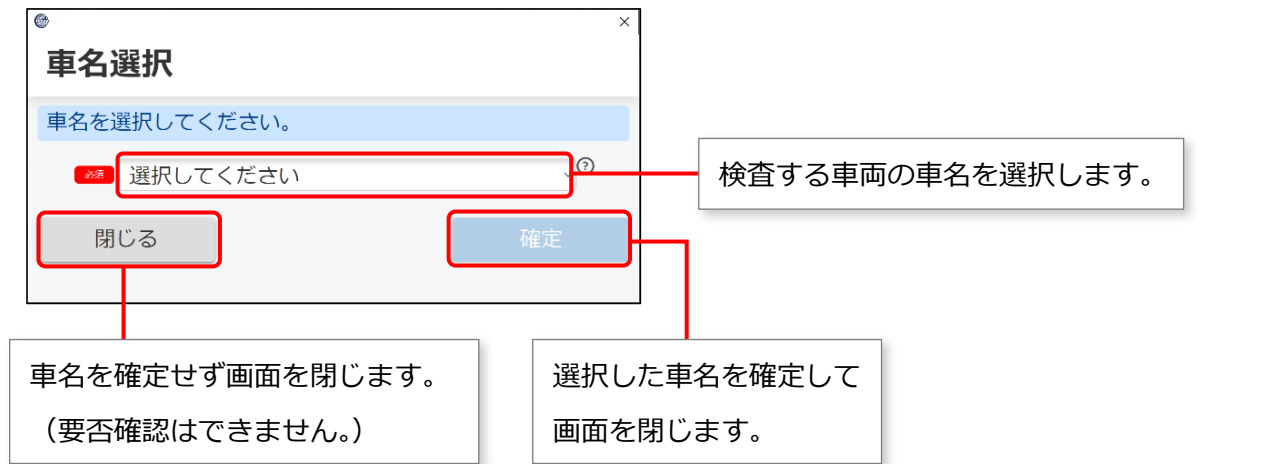 車名選択
車名を選択してください。
必須 選択してください
検査する車両の車名を選択します。
閉じる 確定
車名を確定せず画面を閉じます。
（要否確認はできません。）
選択した車名を確定して
画面を閉じます。